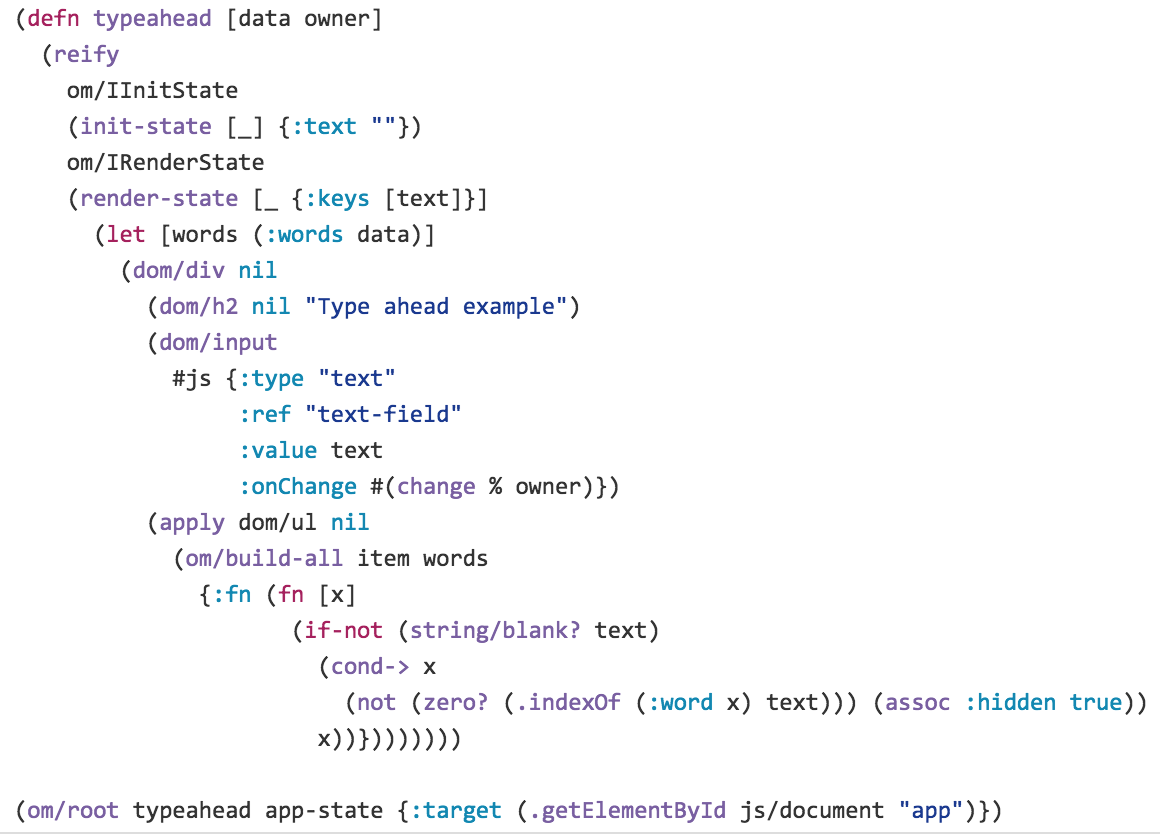 (defn typeahead [data owner]
  (reify
    om/IInitState
    (init-state [_] {:text ""})
    om/IRenderState
    (render-state [_ {:keys [text]}]
      (let [words (:words data)]
        (dom/div nil
          (dom/h2 nil "Type ahead example")
          (dom/input
            #js {:type "text"
                 :ref "text-field"
                 :value text
                 :onChange #(change % owner)})
          (apply dom/ul nil
            (om/build-all item words
              {:fn (fn [x]
                     (if-not (string/blank? text)
                       (cond-> x
                         (not (zero? (.indexOf (:word x) text))) (assoc :hidden true))
                       x))}))))))))

(om/root typeahead app-state {:target (.getElementById js/document "app")})